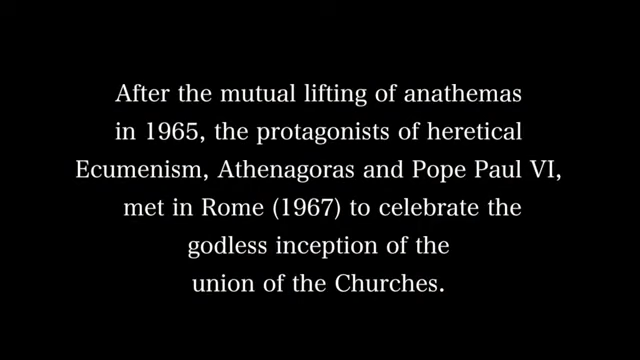 After the mutual lifting of anathemas
in 1965, the protagonists of heretical
Ecumenism, Athenagoras and Pope Paul VI,
met in Rome (1967) to celebrate the
godless inception of the
union of the Churches.